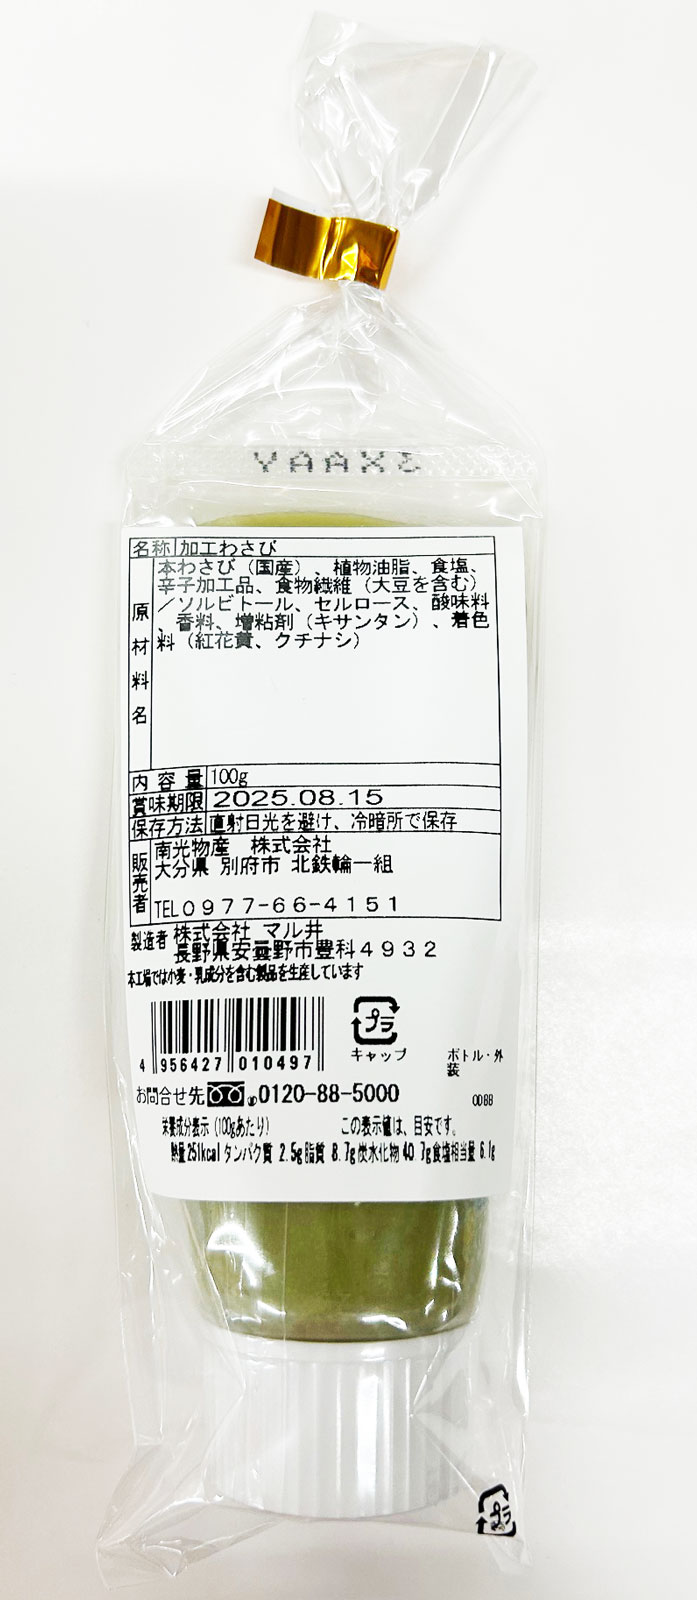 YAAX3
名称 加工わさび
原材料名 本わさび（国産）、植物油脂、食塩、
辛子加工品、食物繊維（大豆を含む）
／ソルビトール、セルロース、酸味料
、香料、増粘剤（キサンタン）、着色
料（紅花黄、クチナシ）
内容量 100g
賞味期限 2025.08.15
保存方法 直射日光を避け、冷暗所で保存
販売者 南光物産 株式会社
大分県 別府市 北鉄輪一組
TEL0977-66-4151
製造者 株式会社 マル井
長野県安曇野市豊科4932
本工場では小麦・乳成分を含む製品を生産しています
4 956427 010497
プラ
キャップ
ボトル・外
装
お問合せ先 0120-88-5000
ODBB
栄養成分表示（100gあたり） この表示値は、目安です。
熱量251kcal タンパク質 2.5g 脂質 8.7g 炭水化物 40.7g 食塩相当量 6.1g
プラ